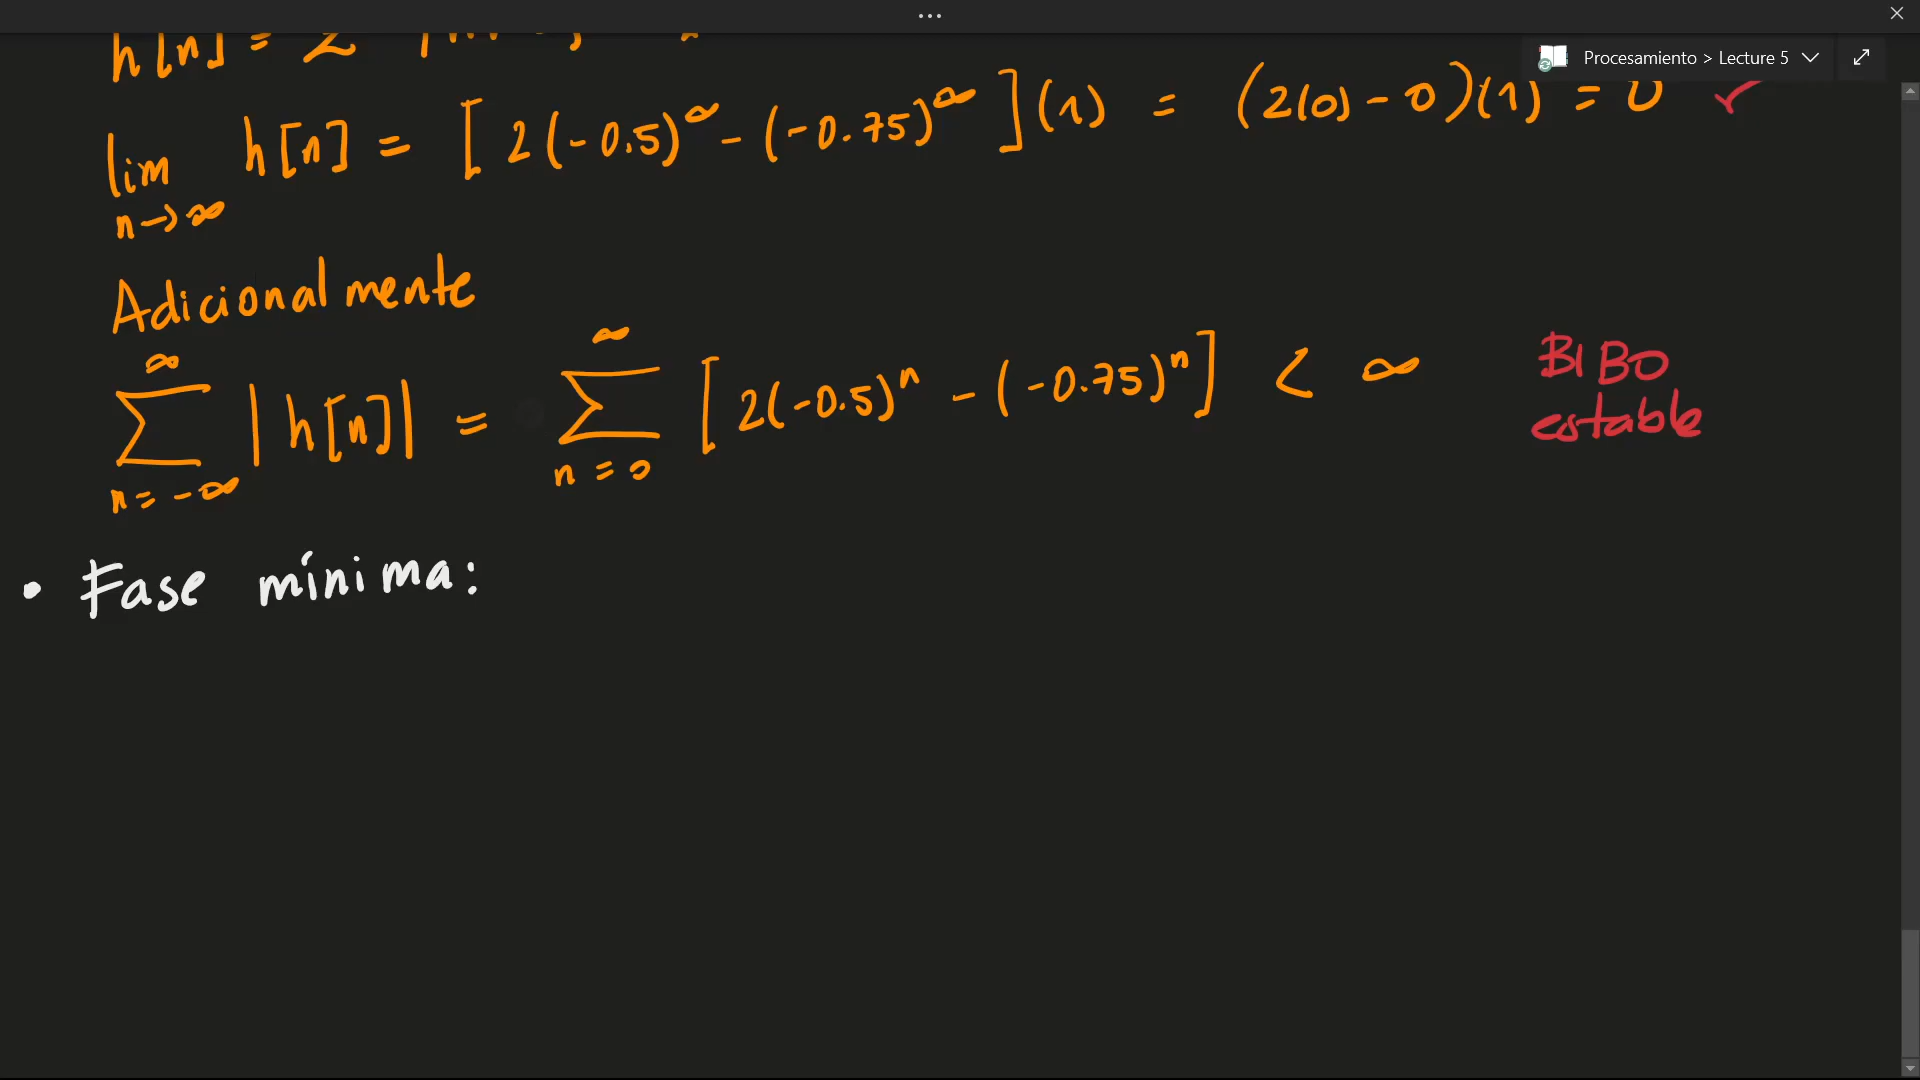 Procesamiento > Lecture 5
h[n] =
lim n→∞ h[n] = [2(-0.5)^∞ - (-0.75)^∞](1) = (2(0) - 0)(1) = 0 ✓
Adicionalmente
∑_{n=-∞}^{∞} |h[n]| = ∑_{n=0}^{∞} [2(-0.5)^n - (-0.75)^n] < ∞
BIBO
estable
• Fase mínima: